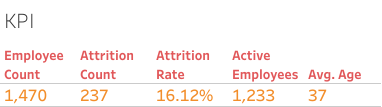 KPI
Employee Attrition Attrition Active
Count Count Rate Employees Avg. Age
1,470 237 16.12% 1,233 37